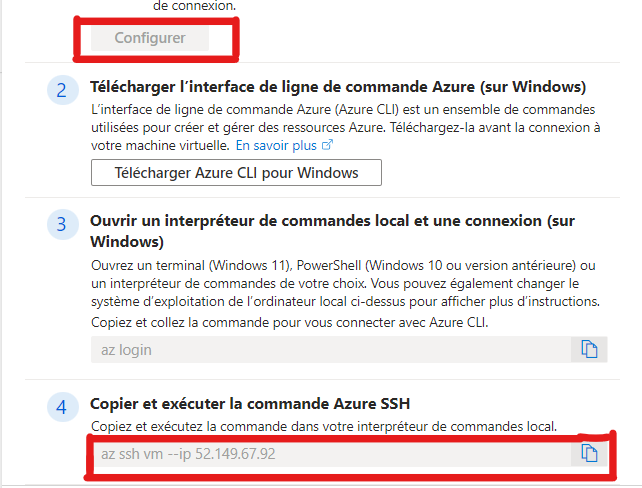 de connexion.
Configurer
2 Télécharger l’interface de ligne de commande Azure (sur Windows)
L’interface de ligne de commande Azure (Azure CLI) est un ensemble de commandes
utilisées pour créer et gérer des ressources Azure. Téléchargez-la avant la connexion à
votre machine virtuelle. En savoir plus
Télécharger Azure CLI pour Windows
3 Ouvrir un interpréteur de commandes local et une connexion (sur
Windows)
Ouvrez un terminal (Windows 11), PowerShell (Windows 10 ou version antérieure) ou
un interpréteur de commandes de votre choix. Vous pouvez également changer le
système d’exploitation de l’ordinateur local ci-dessus pour afficher plus d’instructions.
Copiez et collez la commande pour vous connecter avec Azure CLI.
az login
4 Copier et exécuter la commande Azure SSH
Copiez et exécutez la commande dans votre interpréteur de commandes local.
az ssh vm --ip 52.149.67.92